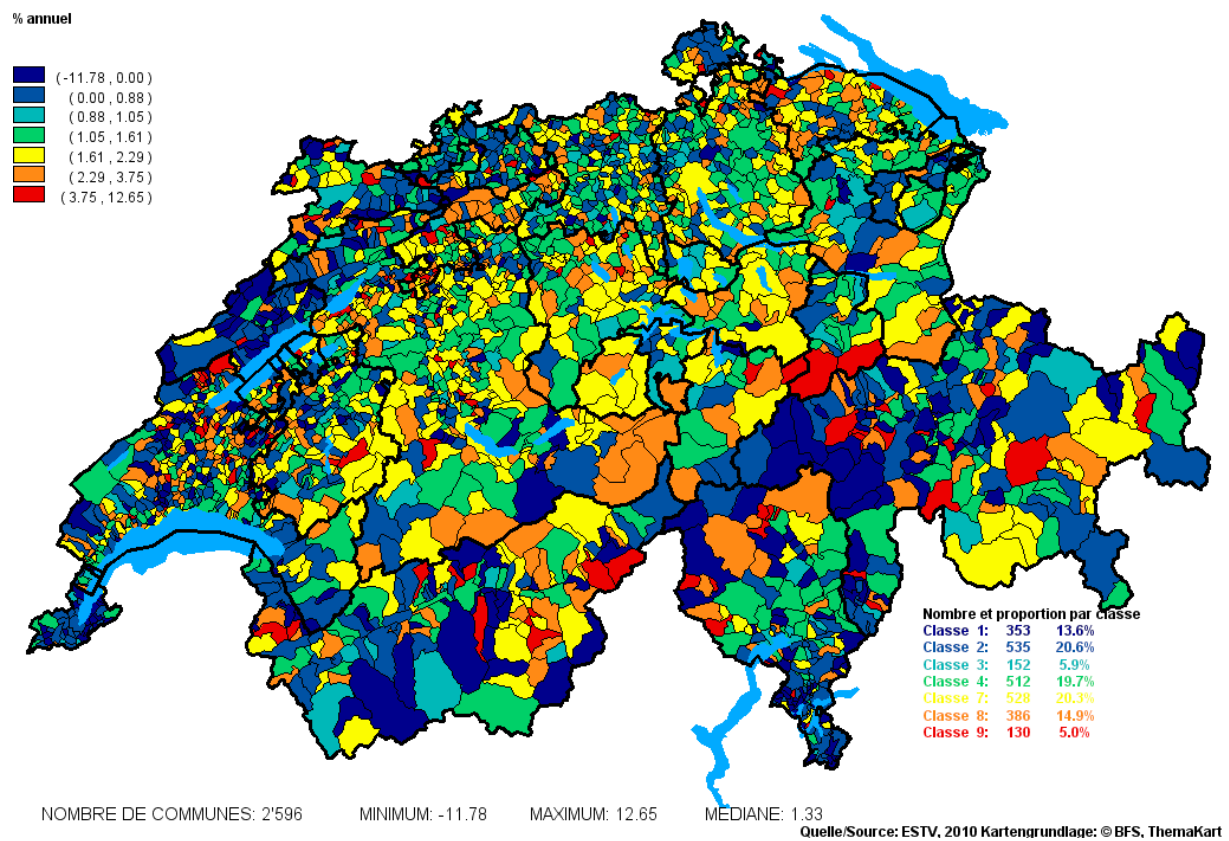 % annuel
(-11.78 , 0.00 )
(0.00 , 0.88 )
(0.88 , 1.05 )
(1.05 , 1.61 )
(1.61 , 2.29 )
(2.29 , 3.75 )
(3.75 , 12.65 )
Nombre et proportion par classe
Classe 1: 353 13.6%
Classe 2: 535 20.6%
Classe 3: 152 5.9%
Classe 4: 512 19.7%
Classe 7: 528 20.3%
Classe 8: 386 14.9%
Classe 9: 130 5.0%
NOMBRE DE COMMUNES: 2'596 MINIMUM: -11.78 MAXIMUM: 12.65 MEDIANE: 1.33
Quelle/Source: ESTV, 2010 Kartengrundlage: © BFS, ThemaKart